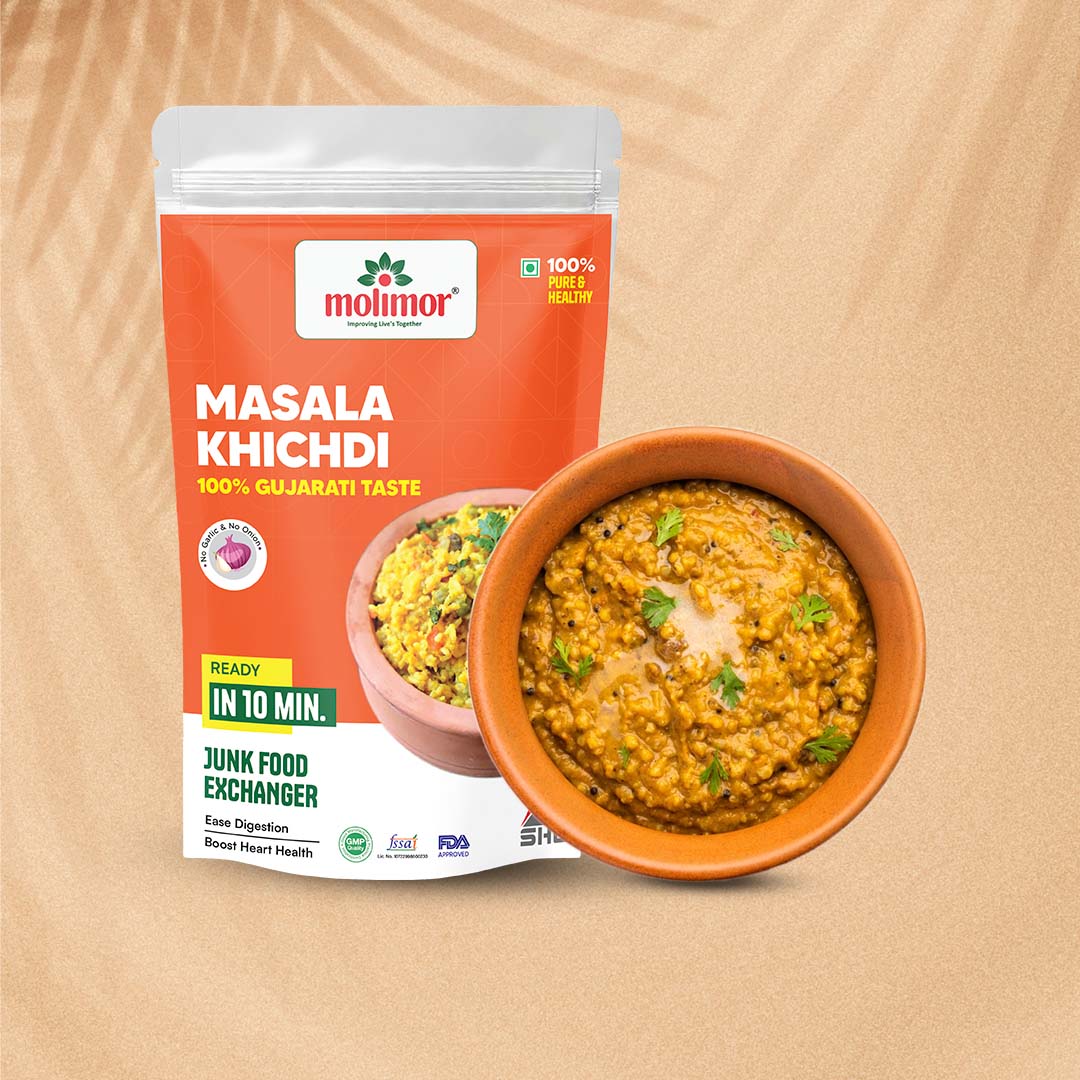 molimor®
Improving Live's Together
100%
PURE &
HEALTHY
MASALA
KHICHDI
100% GUJARATI TASTE
• No Garlic & No Onion •
READY
IN 10 MIN.
JUNK FOOD
EXCHANGER
Ease Digestion
Boost Heart Health
GMP
Quality
fssai
FDA
APPROVED